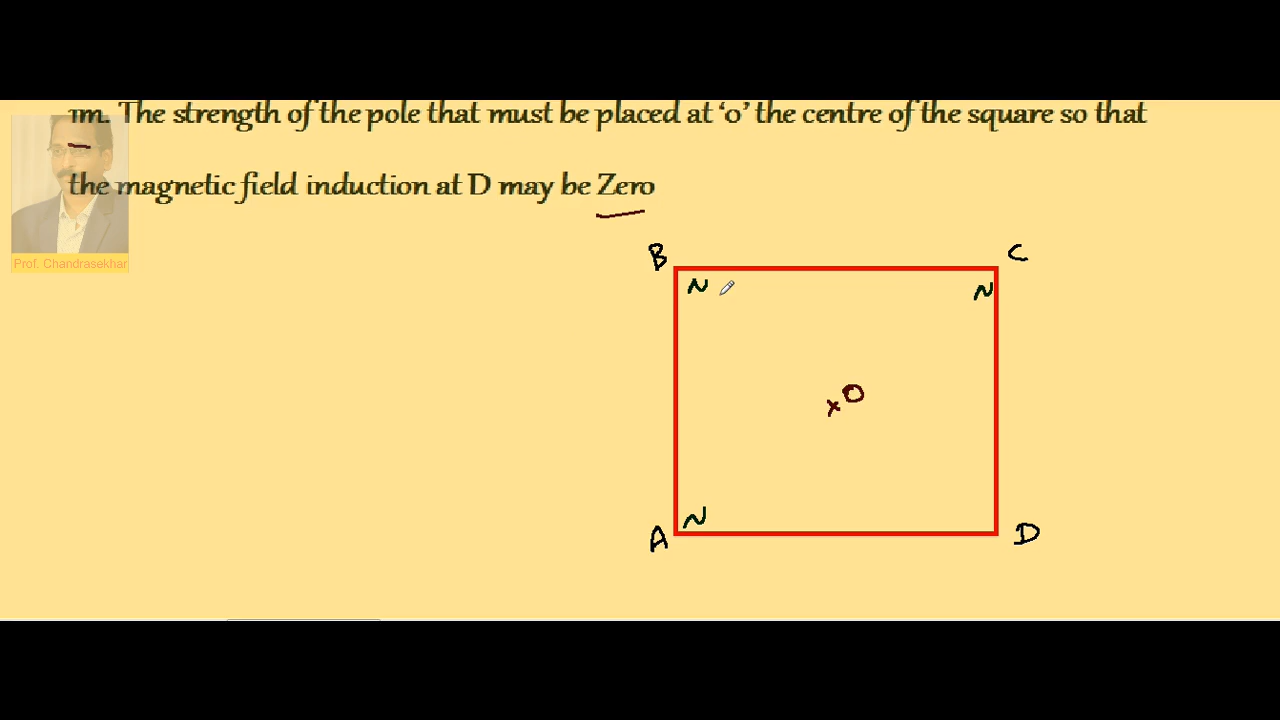 1m. The strength of the pole that must be placed at ‘o’ the centre of the square so that
the magnetic field induction at D may be Zero
Prof. Chandrasekhar
B
C
N
N
O
N
A
D